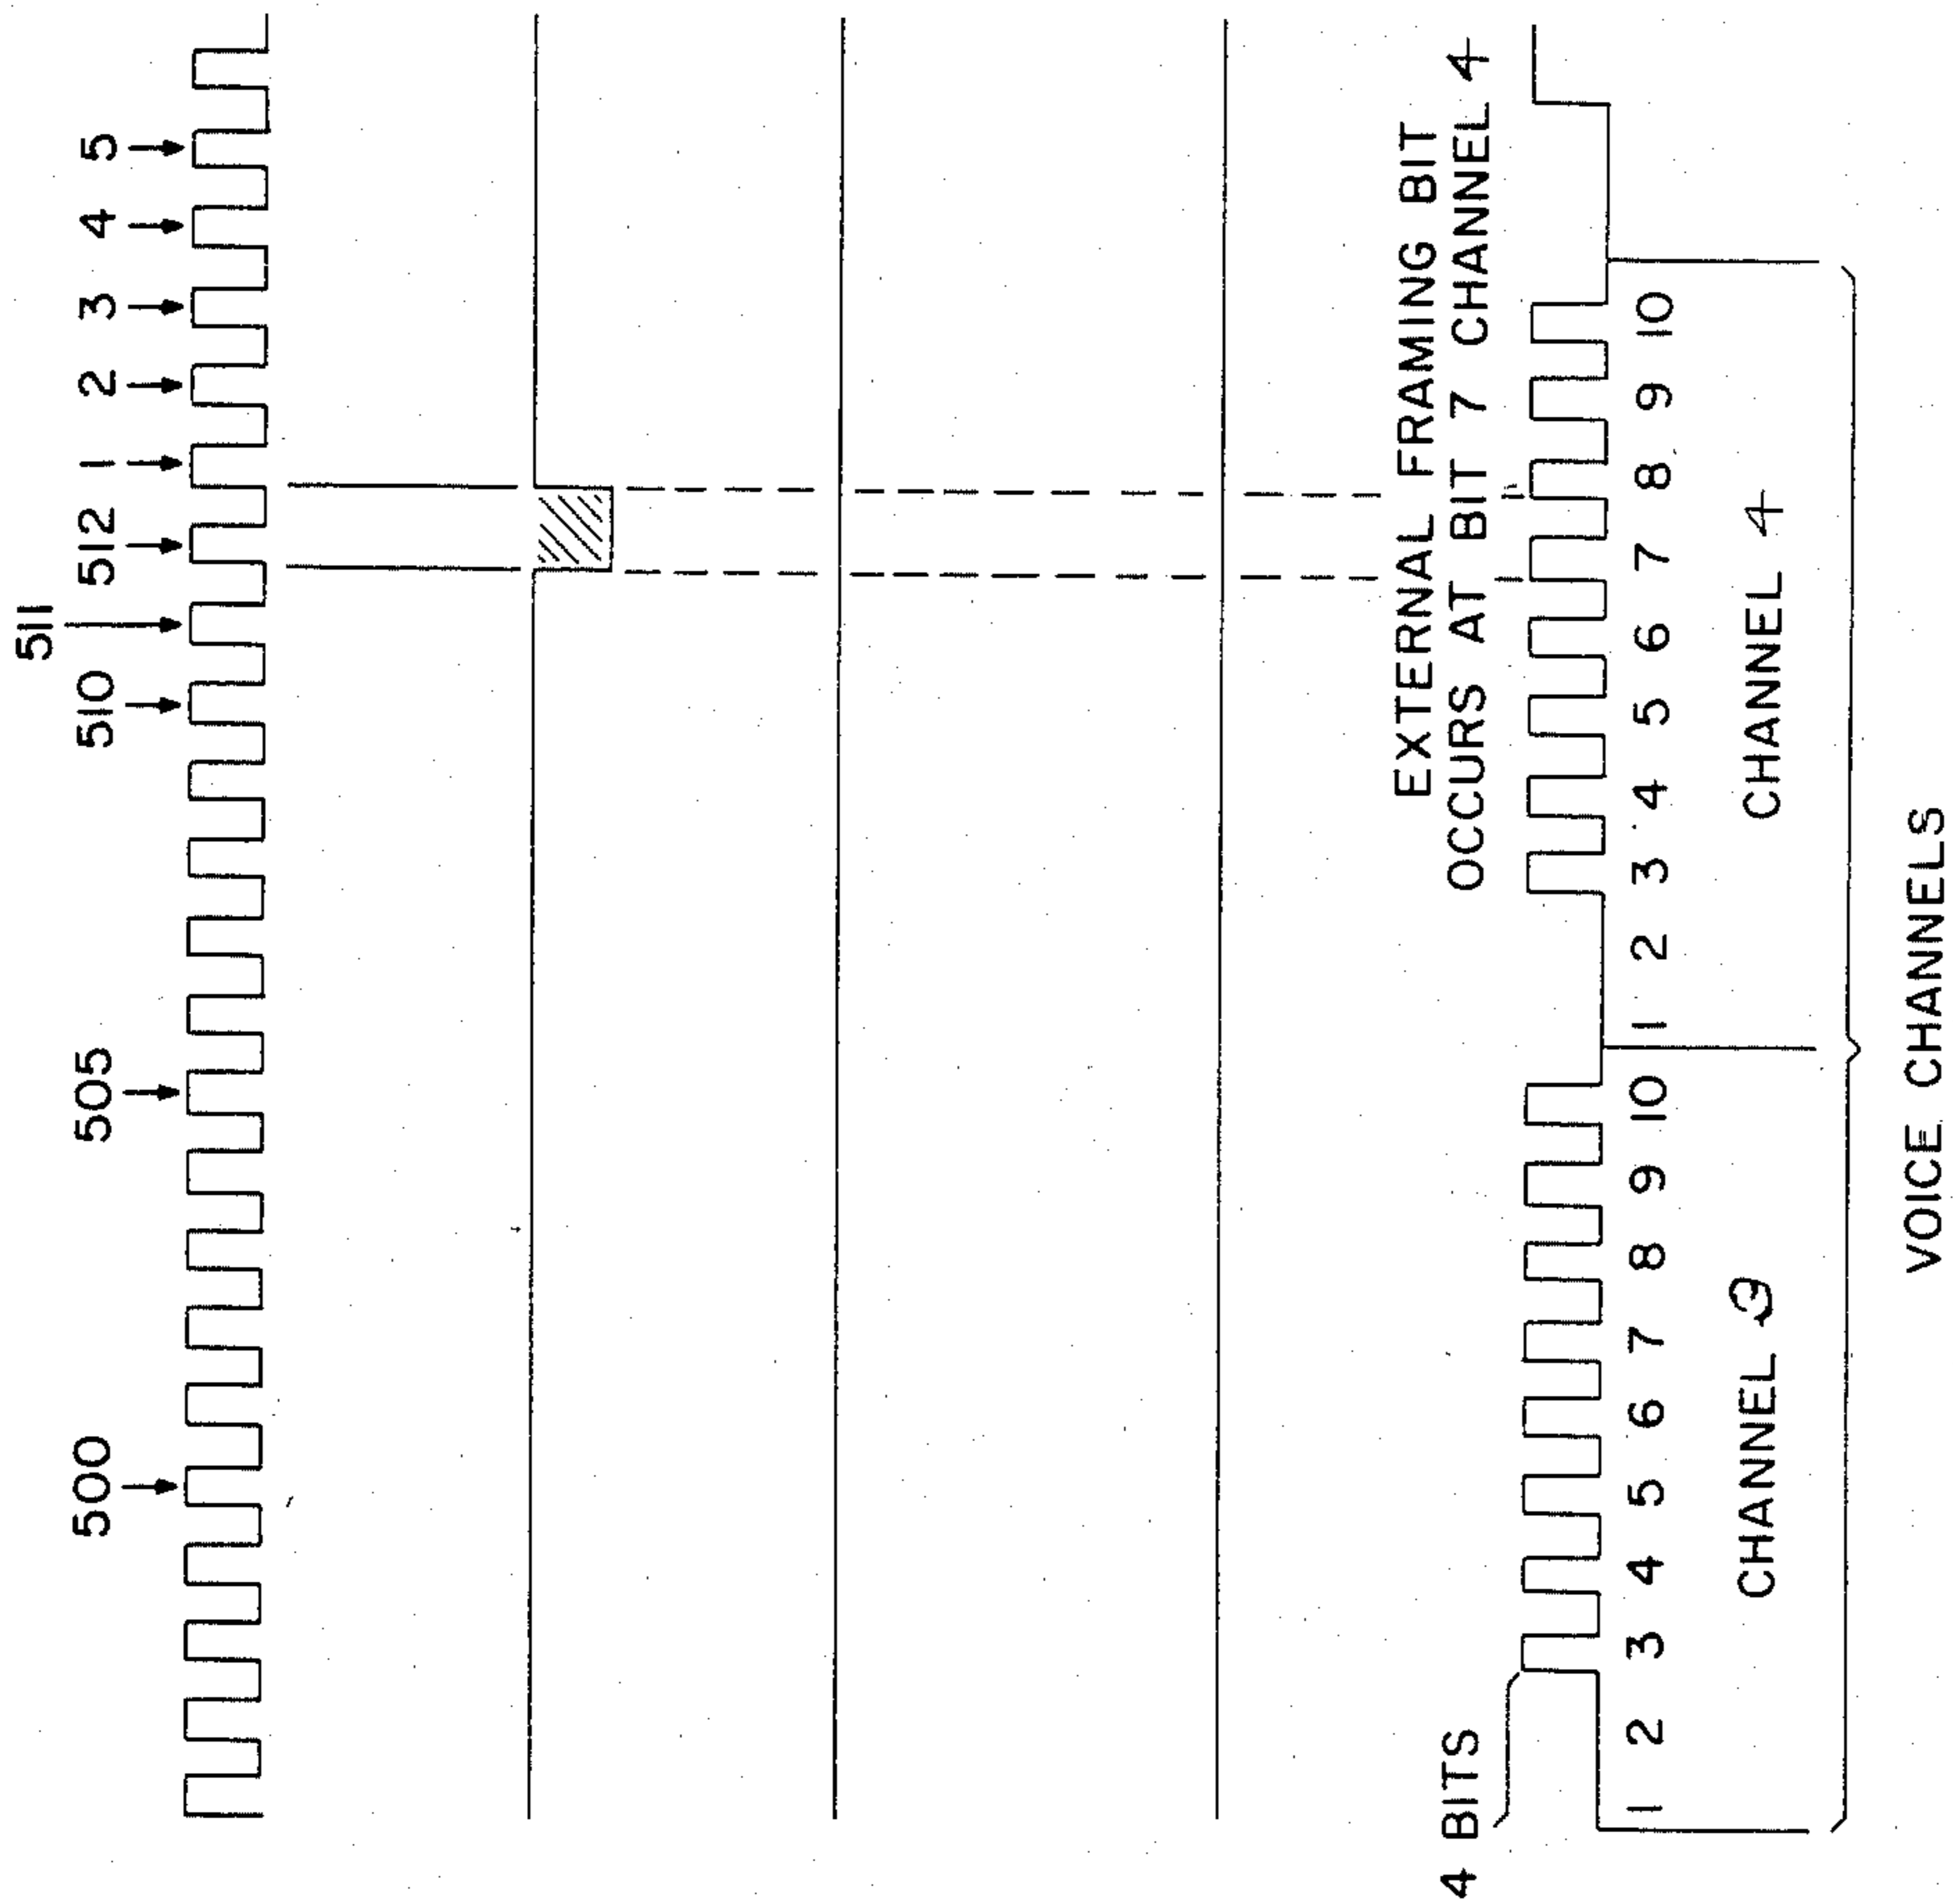 511
500 505 510 512 1 2 3 4 5
EXTERNAL FRAMING BIT
OCCURS AT BIT 7 CHANNEL 4
4 BITS
1 2 3 4 5 6 7 8 9 10 1 2 3 4 5 6 7 8 9 10
CHANNEL 3 CHANNEL 4
VOICE CHANNELS